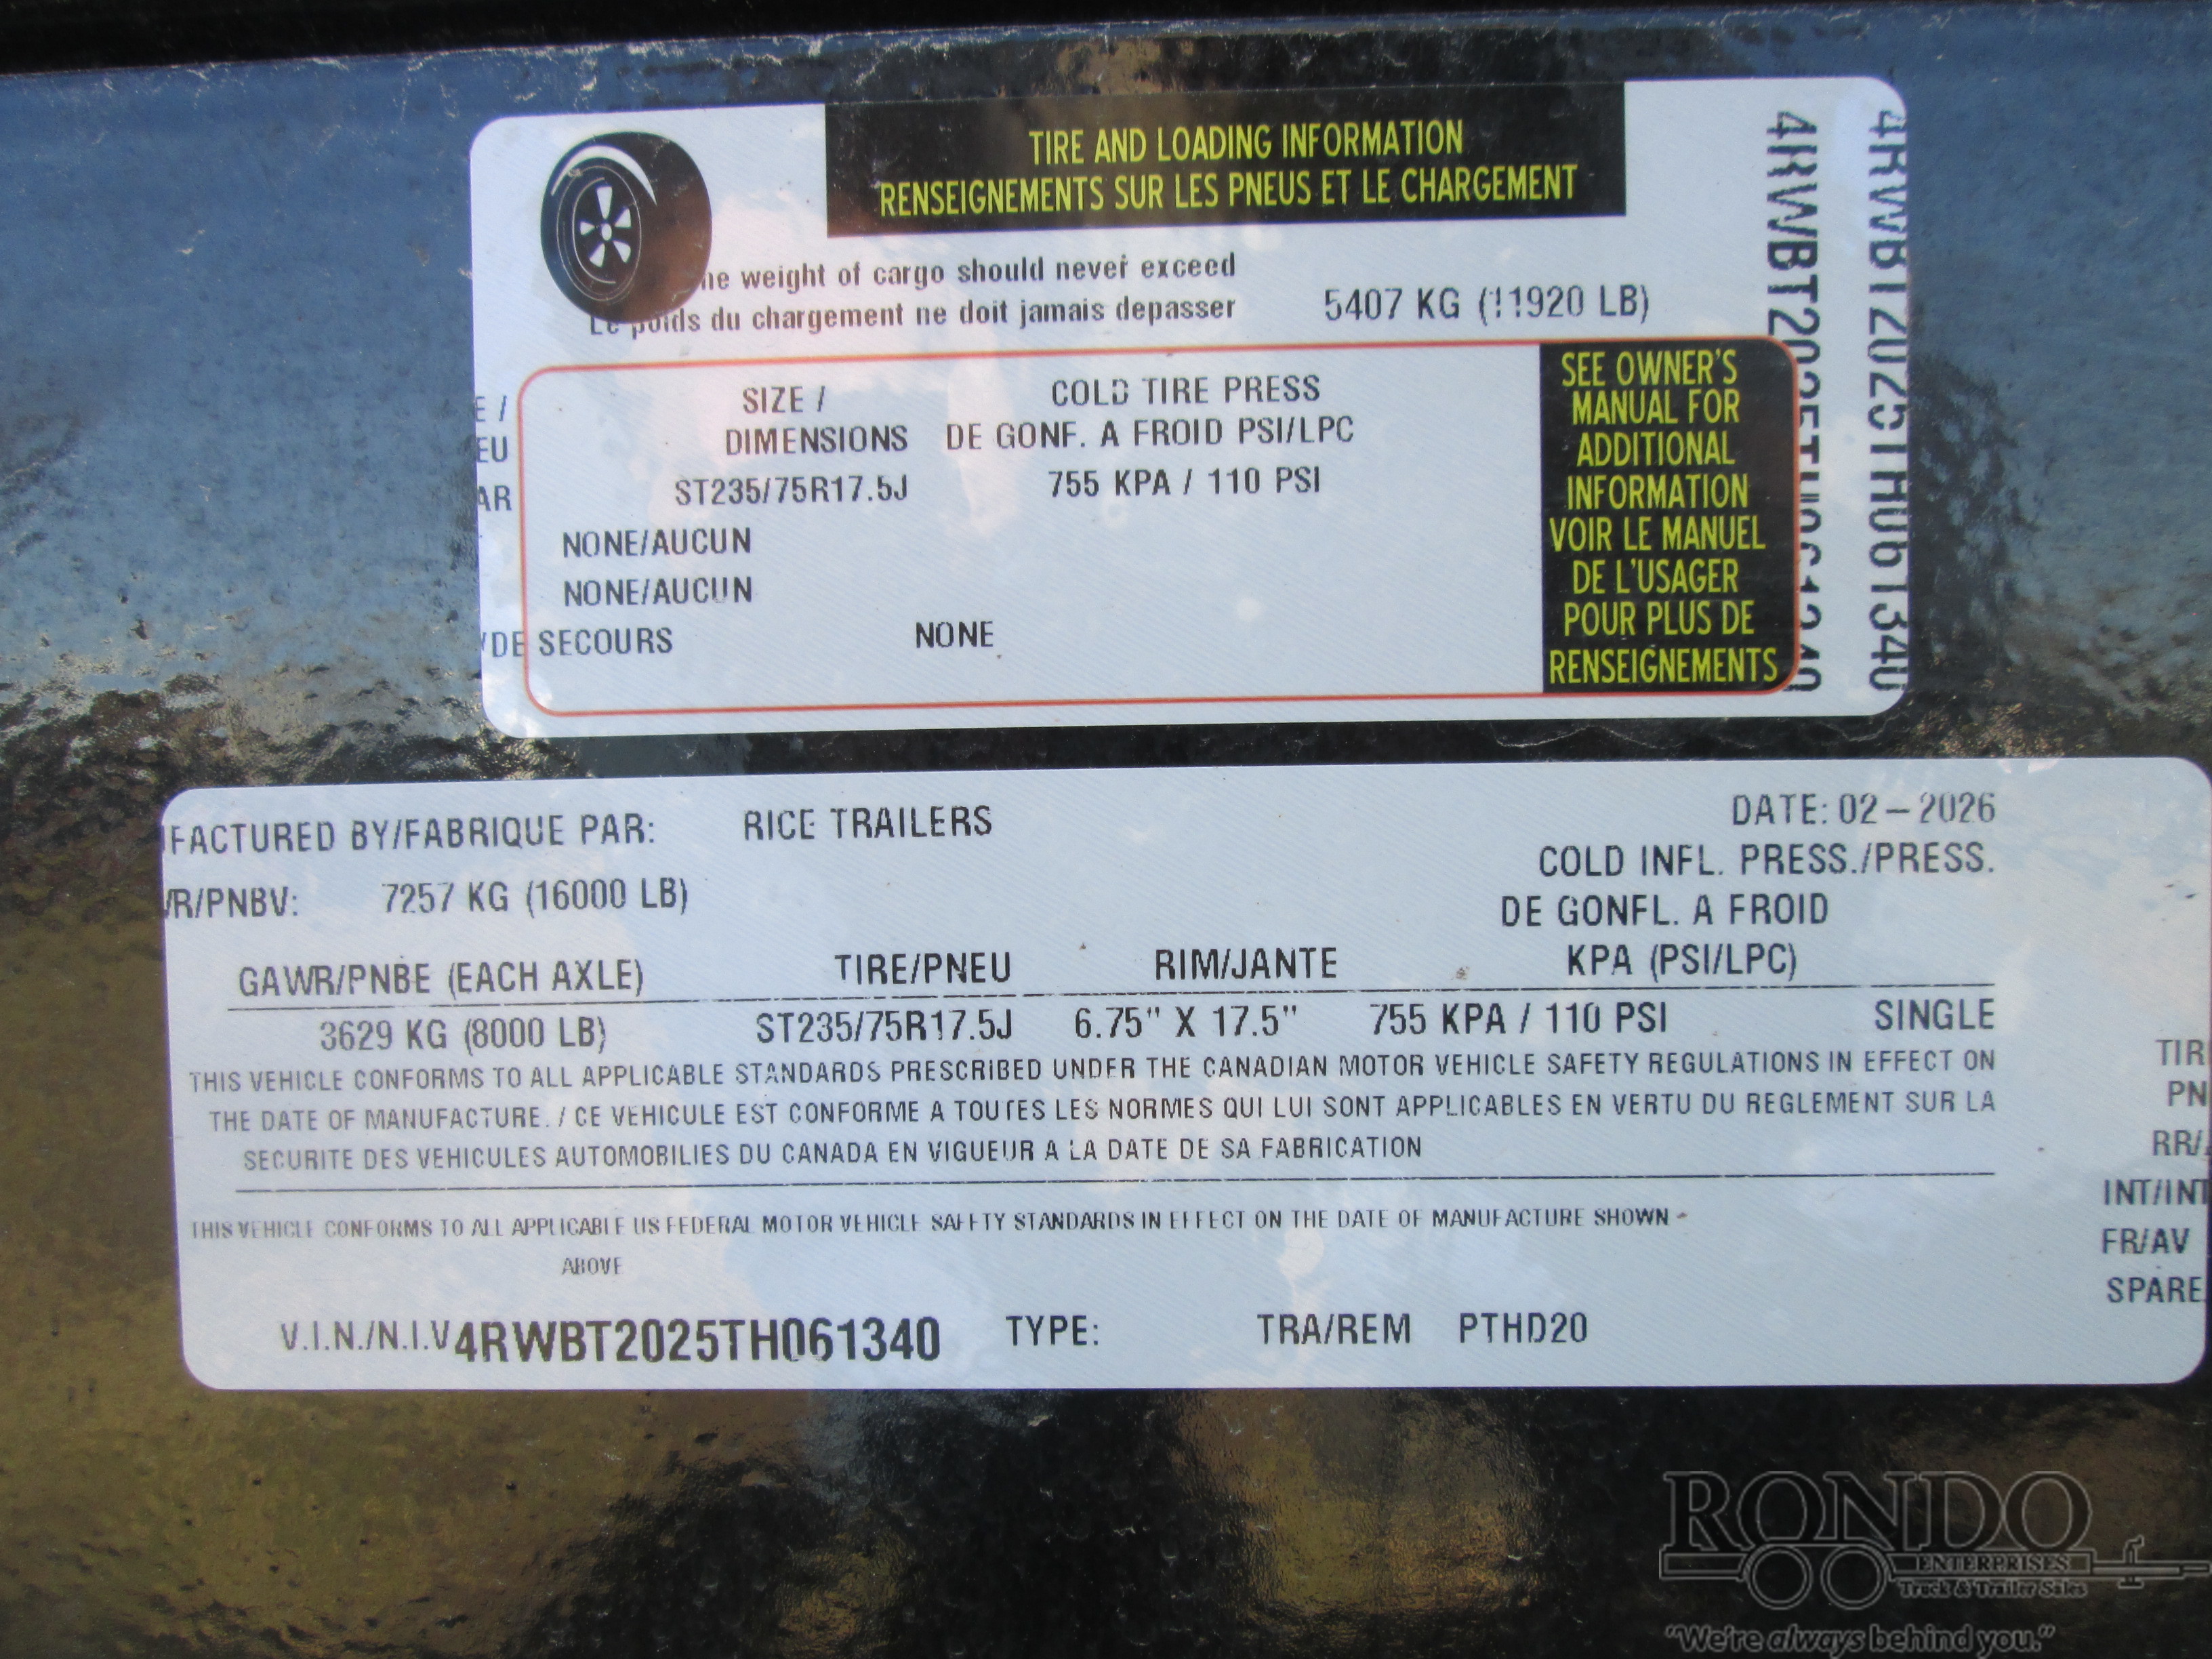 TIRE AND LOADING INFORMATION
RENSEIGNEMENTS SUR LES PNEUS ET LE CHARGEMENT
he weight of cargo should never exceed
Le poids du chargement ne doit jamais depasser
5407 KG (11920 LB)
E / SIZE / COLD TIRE PRESS
EU DIMENSIONS DE GONF. A FROID PSI/LPC
AR ST235/75R17.5J 755 KPA / 110 PSI
NONE/AUCUN
NONE/AUCUN
/DE SECOURS NONE
SEE OWNER'S
MANUAL FOR
ADDITIONAL
INFORMATION
VOIR LE MANUEL
DE L'USAGER
POUR PLUS DE
RENSEIGNEMENTS
4RWBT2025TH061340
4RWBT2025TH061340
FACTURED BY/FABRIQUE PAR: RICE TRAILERS DATE: 02-2026
/R/PNBV: 7257 KG (16000 LB)
COLD INFL. PRESS./PRESS.
DE GONFL. A FROID
GAWR/PNBE (EACH AXLE) TIRE/PNEU RIM/JANTE KPA (PSI/LPC)
3629 KG (8000 LB) ST235/75R17.5J 6.75" X 17.5" 755 KPA / 110 PSI SINGLE
THIS VEHICLE CONFORMS TO ALL APPLICABLE STANDARDS PRESCRIBED UNDER THE CANADIAN MOTOR VEHICLE SAFETY REGULATIONS IN EFFECT ON
THE DATE OF MANUFACTURE. / CE VEHICULE EST CONFORME A TOUTES LES NORMES QUI LUI SONT APPLICABLES EN VERTU DU REGLEMENT SUR LA
SECURITE DES VEHICULES AUTOMOBILIES DU CANADA EN VIGUEUR A LA DATE DE SA FABRICATION
THIS VEHICLE CONFORMS TO ALL APPLICABLE US FEDERAL MOTOR VEHICLE SAFETY STANDARDS IN EFFECT ON THE DATE OF MANUFACTURE SHOWN -
ABOVE
V.I.N./N.I.V 4RWBT2025TH061340 TYPE: TRA/REM PTHD20
TIR
PN
RR/
INT/INT
FR/AV
SPARE
RONDO
ENTERPRISES
Truck & Trailer Sales
"We're always behind you."